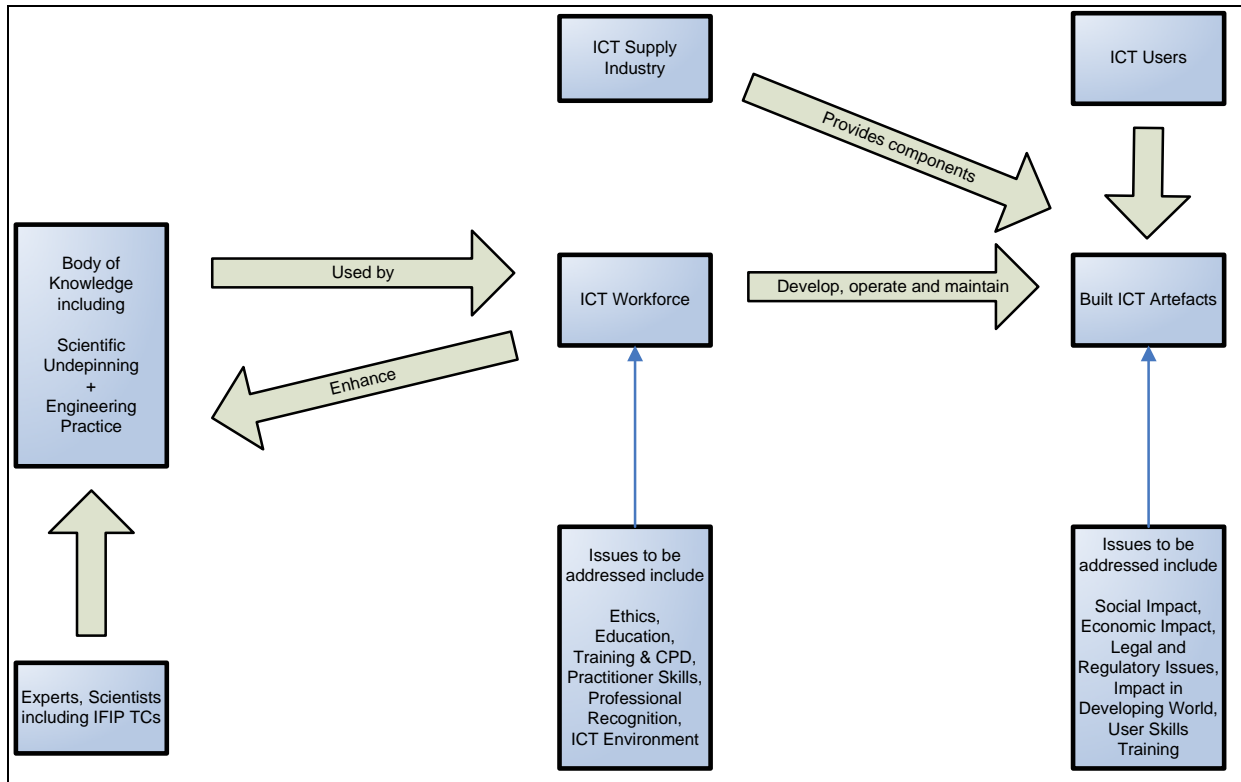 ICT Supply
Industry
ICT Users
Provides components
Body of
Knowledge
including
Scientific
Undepinning
+
Engineering
Practice
Used by
ICT Workforce
Develop, operate and maintain
Built ICT Artefacts
Enhance
Experts, Scientists
including IFIP TCs
Issues to be
addressed include
Ethics,
Education,
Training & CPD,
Practitioner Skills,
Professional
Recognition,
ICT Environment
Issues to be
addressed include
Social Impact,
Economic Impact,
Legal and
Regulatory Issues,
Impact in
Developing World,
User Skills
Training